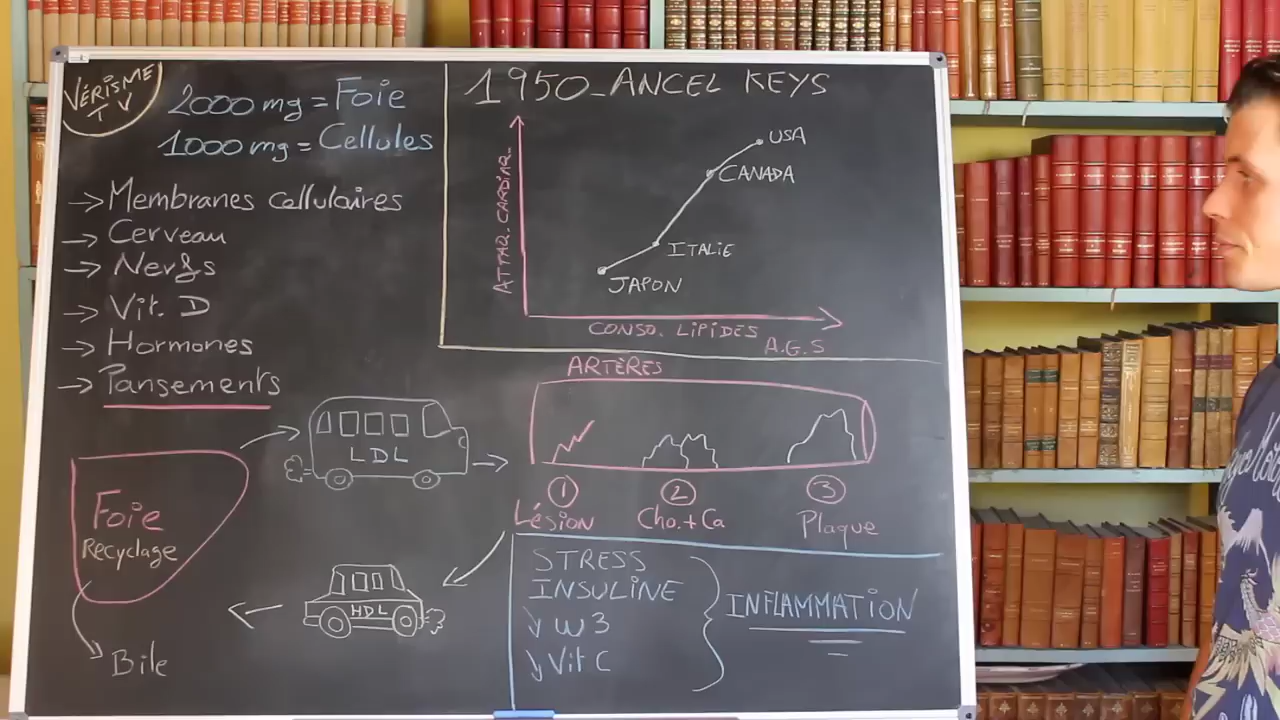 VÉRISME
TV
2000 mg = Foie
1000 mg = Cellules
→ Membranes cellulaires
→ Cerveau
→ Nerfs
→ Vit. D
→ Hormones
→ Pansements
1950_ANCEL KEYS
ATTAQ. CARDIAQ.
USA
CANADA
ITALIE
JAPON
CONSO. LIPIDES
A.G.S
ARTÈRES
LDL
① ② ③
Lésion Cho.+Ca Plaque
Foie
Recyclage
HDL
Bile
STRESS
INSULINE
↘ W3
↘ Vit C
INFLAMMATION